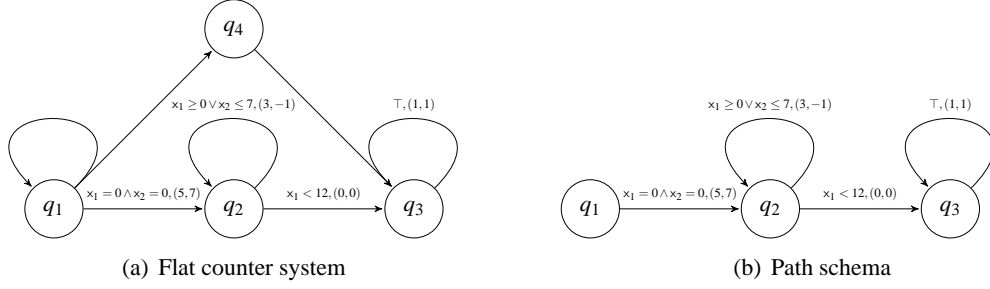 q₄
x₁ ≥ 0 ∨ x₂ ≤ 7, (3,−1)
⊤, (1,1)
x₁ = 0 ∧ x₂ = 0, (5,7)
x₁ < 12, (0,0)
q₁
q₂
q₃
(a) Flat counter system
x₁ ≥ 0 ∨ x₂ ≤ 7, (3,−1)
⊤, (1,1)
x₁ = 0 ∧ x₂ = 0, (5,7)
x₁ < 12, (0,0)
q₁
q₂
q₃
(b) Path schema